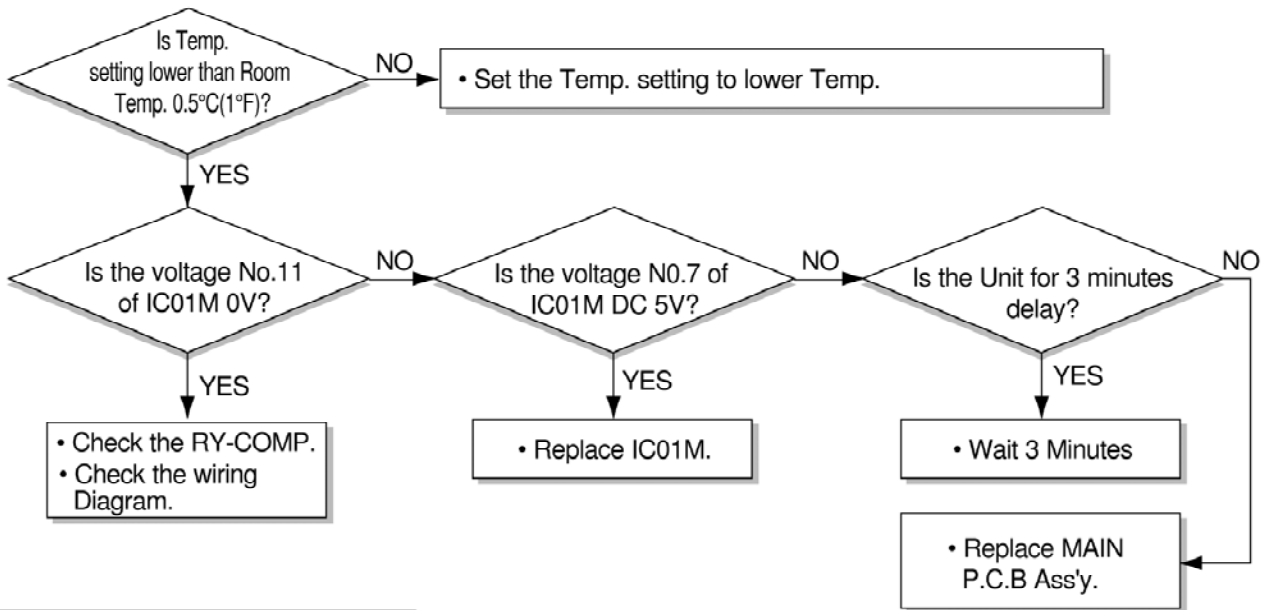 Is Temp.
setting lower than Room
Temp. 0.5°C(1°F)?
NO
• Set the Temp. setting to lower Temp.
YES
Is the voltage No.11
of IC01M 0V?
NO
Is the voltage N0.7 of
IC01M DC 5V?
NO
Is the Unit for 3 minutes
delay?
NO
YES
YES
YES
• Check the RY-COMP.
• Check the wiring
Diagram.
• Replace IC01M.
• Wait 3 Minutes
• Replace MAIN
P.C.B Ass'y.